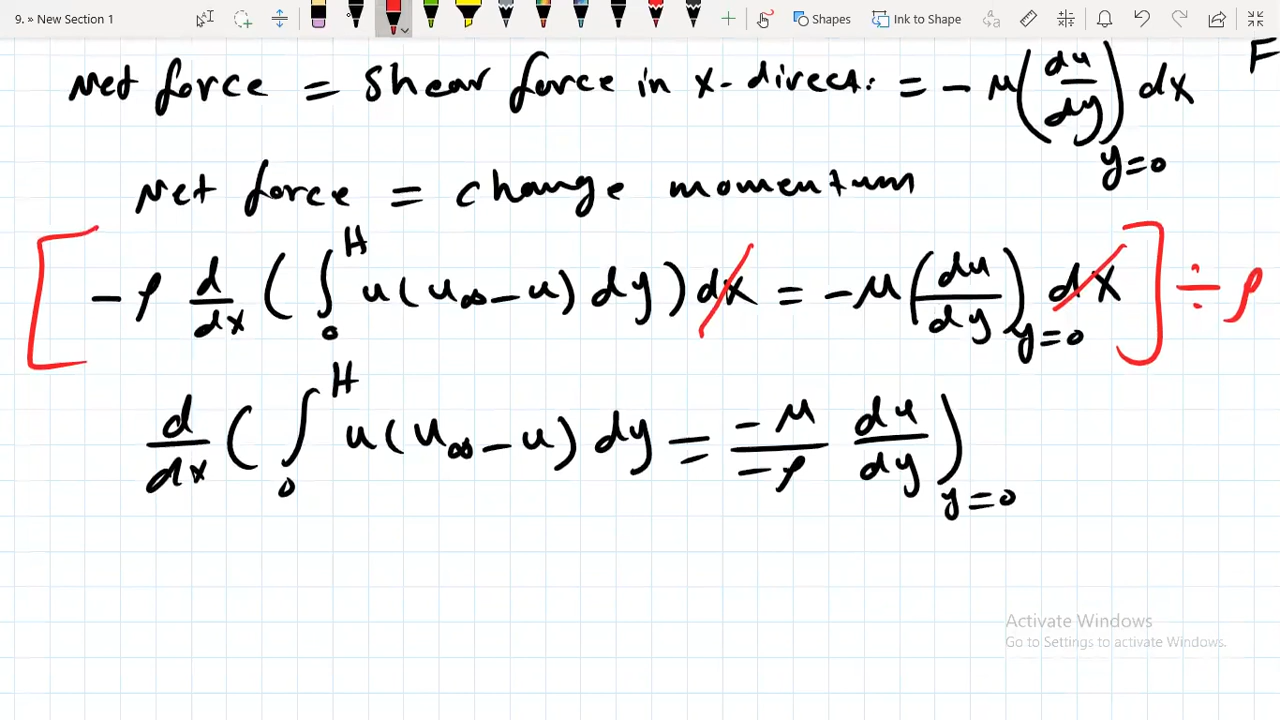 9. » New Section 1
Shapes
Ink to Shape
F
Net force = Shear force in x-direct: = - μ(du/dy)y=0 dx
Net force = change momentum
[ - ρ d/dx ( ∫0^H u(u∞ - u) dy) dx = - μ(du/dy)y=0 dx ] ÷ ρ
d/dx ( ∫0^H u(u∞ - u) dy = -μ/-ρ du/dy)y=0
Activate Windows
Go to Settings to activate Windows.